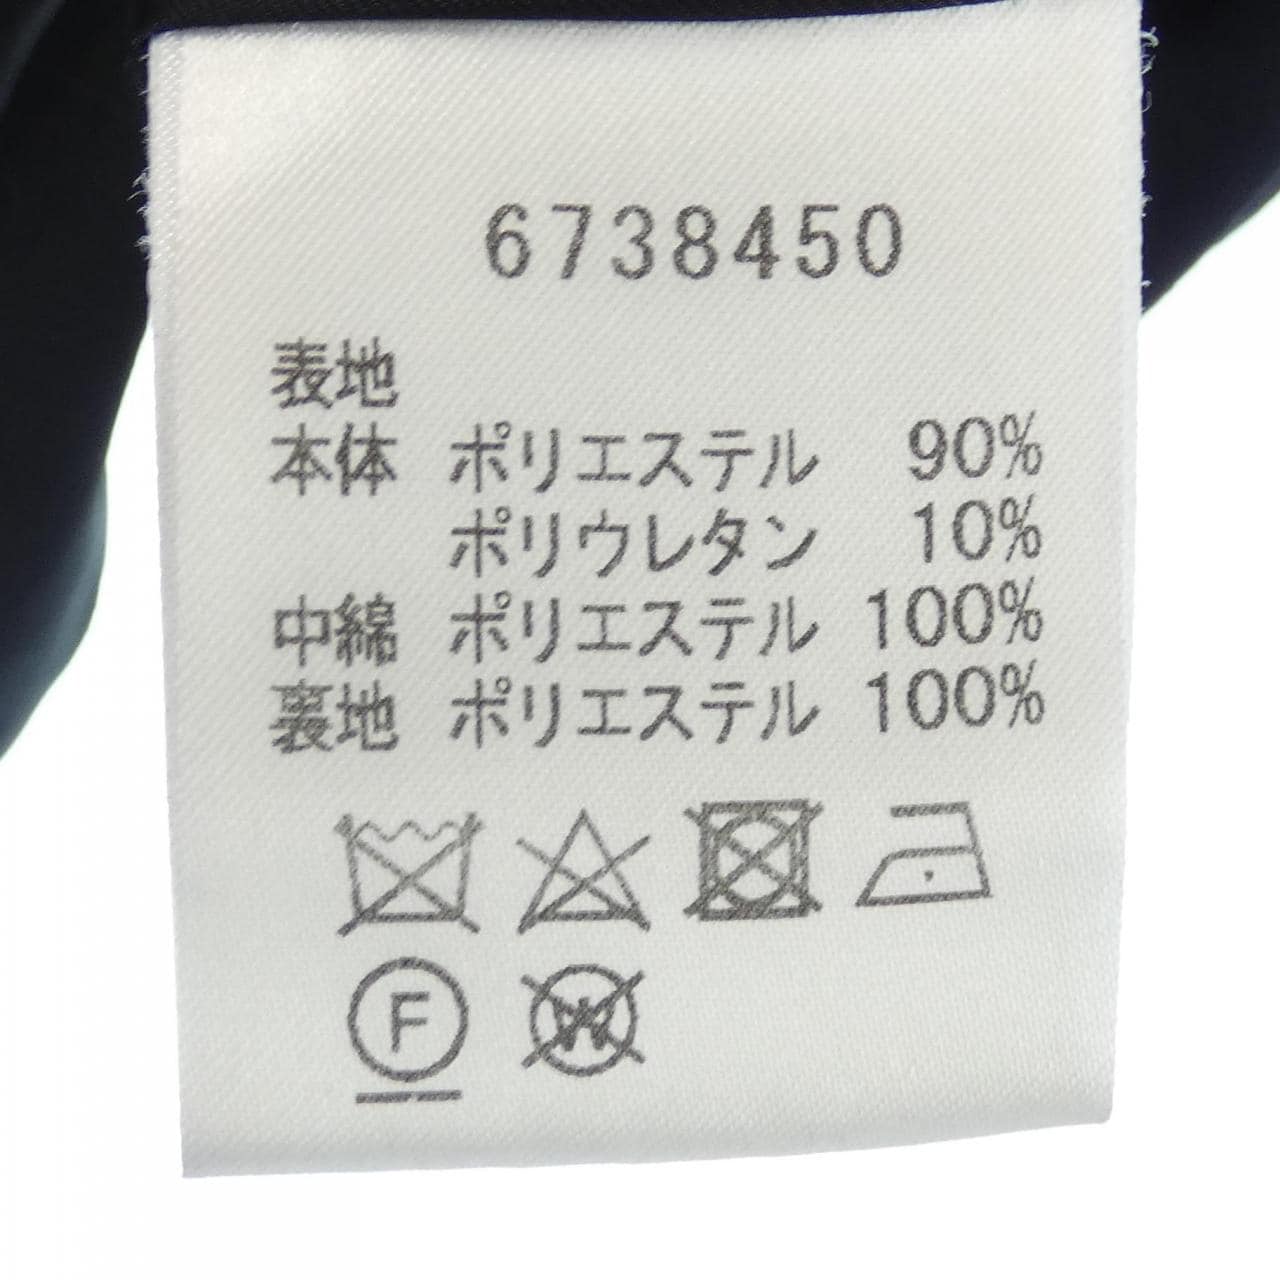 6738450
表地
本体 ポリエステル 90%
ポリウレタン 10%
中綿 ポリエステル 100%
裏地 ポリエステル 100%
F W